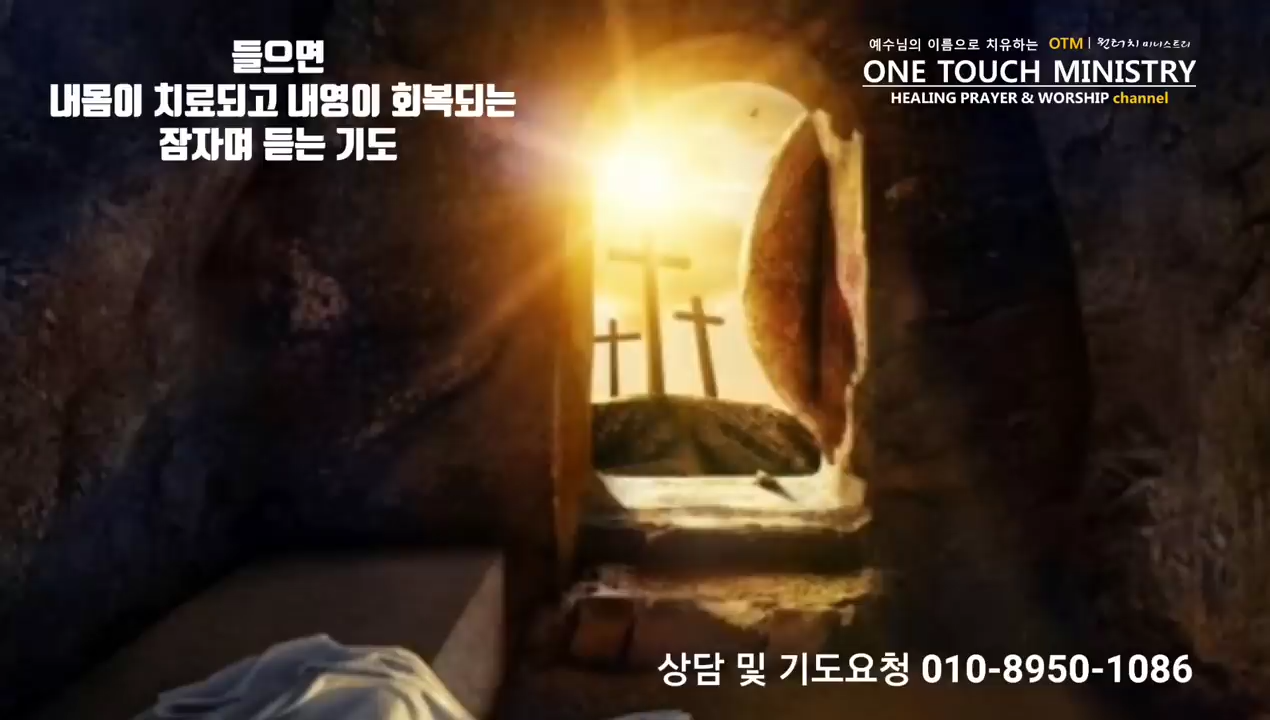 들으면
내몸이 치료되고 내영이 회복되는
잠자며 듣는 기도
예수님의 이름으로 치유하는 OTM | 원터치 미니스트리
ONE TOUCH MINISTRY
HEALING PRAYER & WORSHIP channel
상담 및 기도요청 010-8950-1086